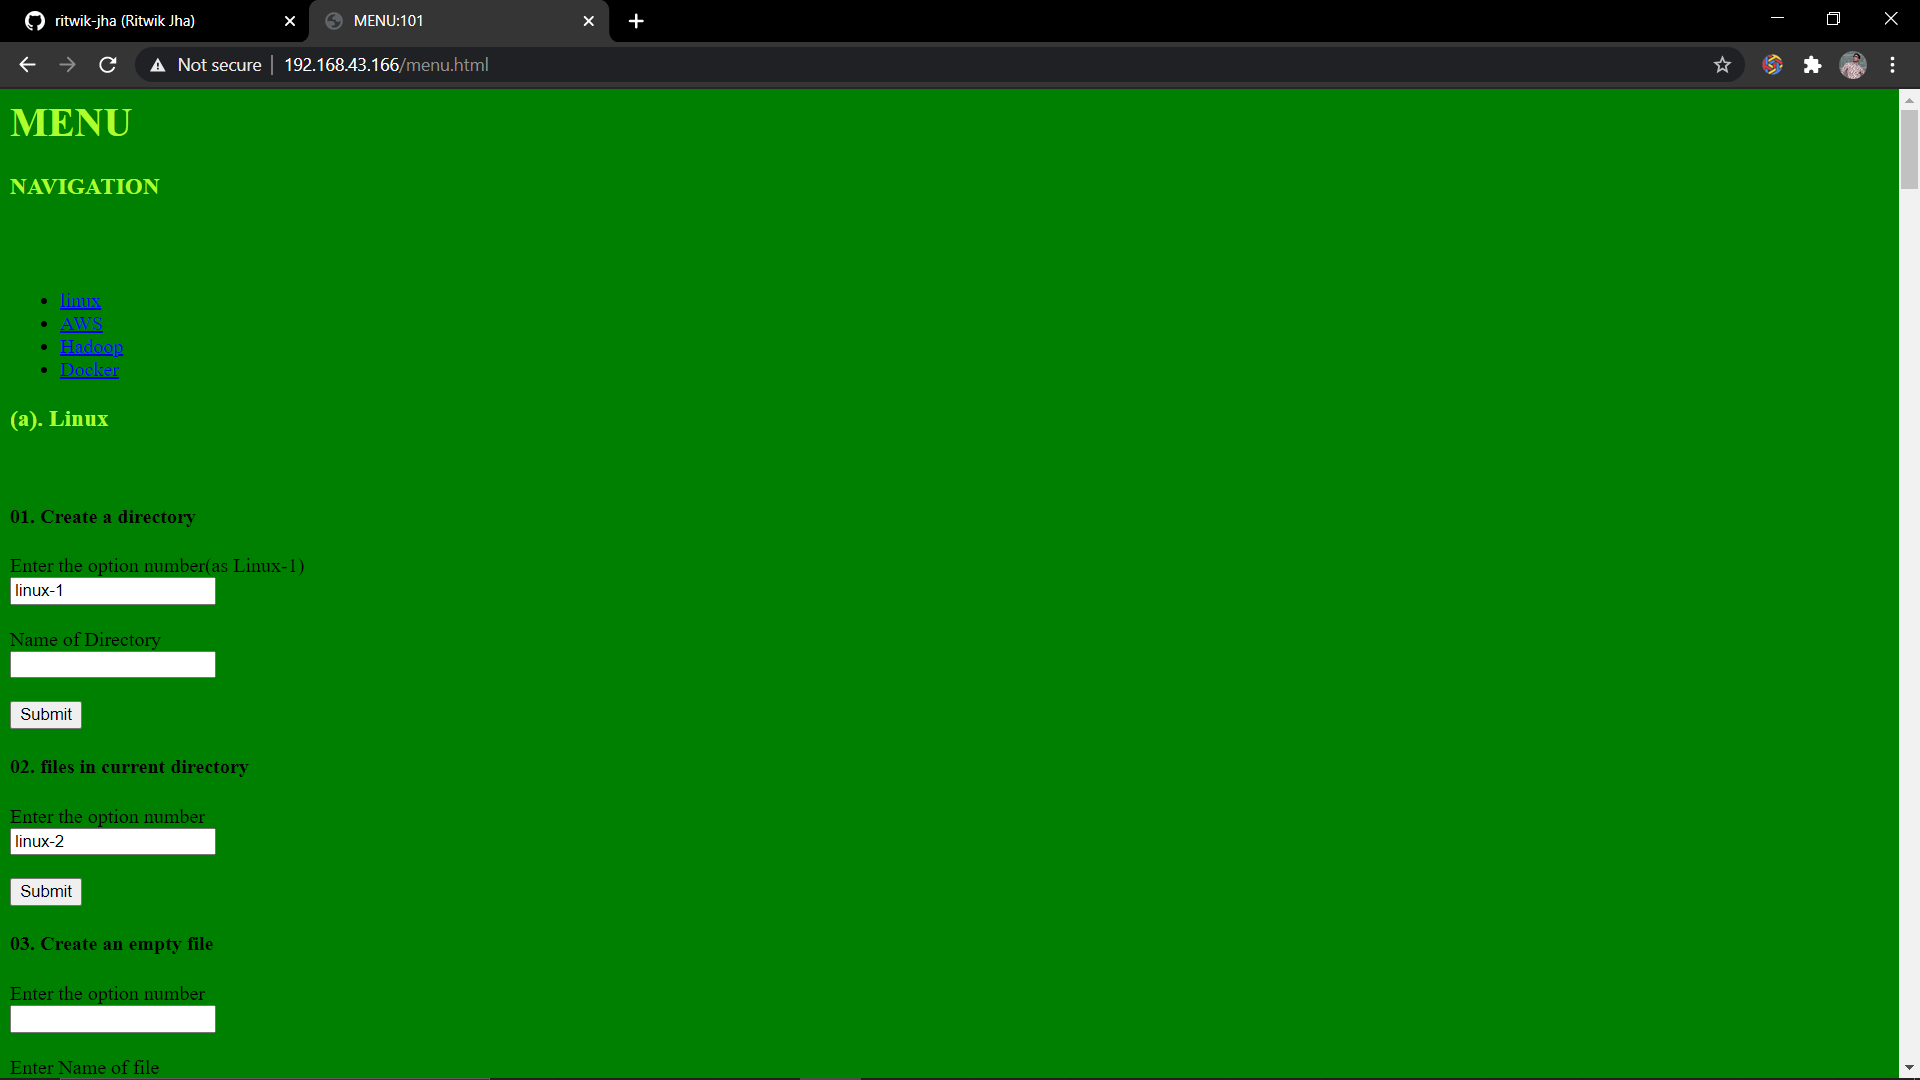 ritwik-jha (Ritwik Jha)
MENU:101
Not secure
192.168.43.166/menu.html
MENU
NAVIGATION
linux
AWS
Hadoop
Docker
(a). Linux
01. Create a directory
Enter the option number(as Linux-1)
linux-1
Name of Directory
Submit
02. files in current directory
Enter the option number
linux-2
Submit
03. Create an empty file
Enter the option number
Enter Name of file